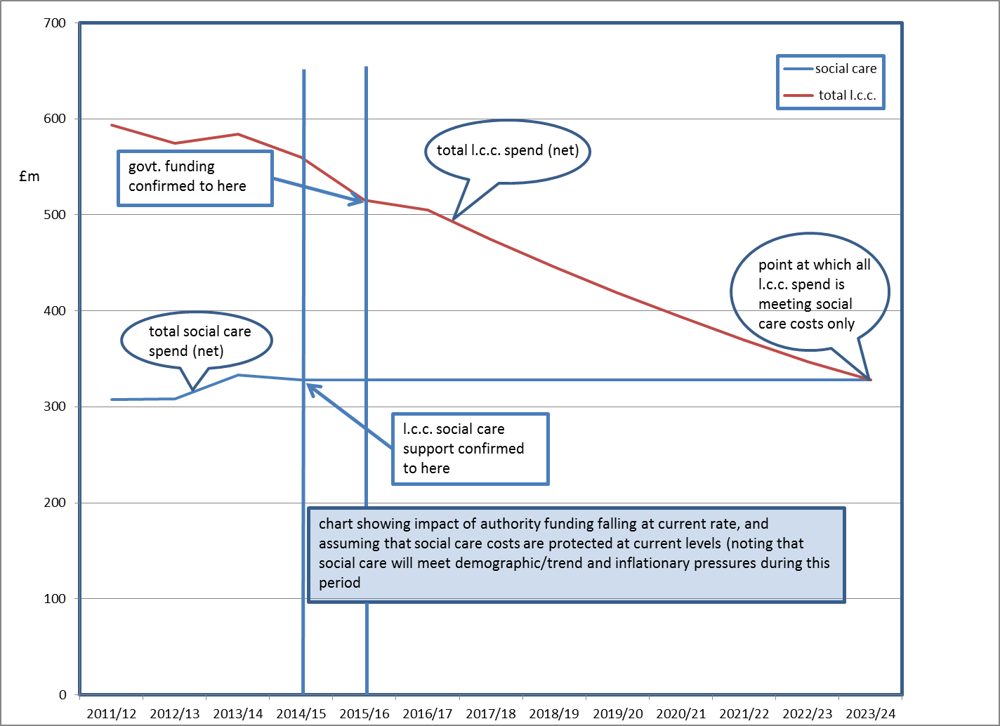 700
600
500
400
300
200
100
0
£m
social care
total l.c.c.
total l.c.c. spend (net)
govt. funding
confirmed to here
point at which all
l.c.c. spend is
meeting social
care costs only
total social care
spend (net)
l.c.c. social care
support confirmed
to here
chart showing impact of authority funding falling at current rate, and
assuming that social care costs are protected at current levels (noting that
social care will meet demographic/trend and inflationary pressures during this
period
2011/12 2012/13 2013/14 2014/15 2015/16 2016/17 2017/18 2018/19 2019/20 2020/21 2021/22 2022/23 2023/24